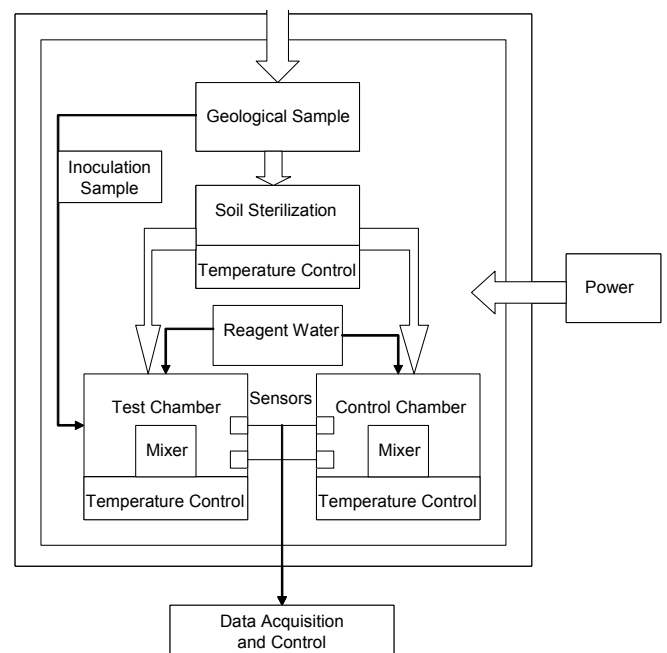 Geological Sample
Inoculation
Sample
Soil Sterilization
Temperature Control
Power
Reagent Water
Sensors
Test Chamber
Control Chamber
Mixer
Mixer
Temperature Control
Temperature Control
Data Acquisition
and Control